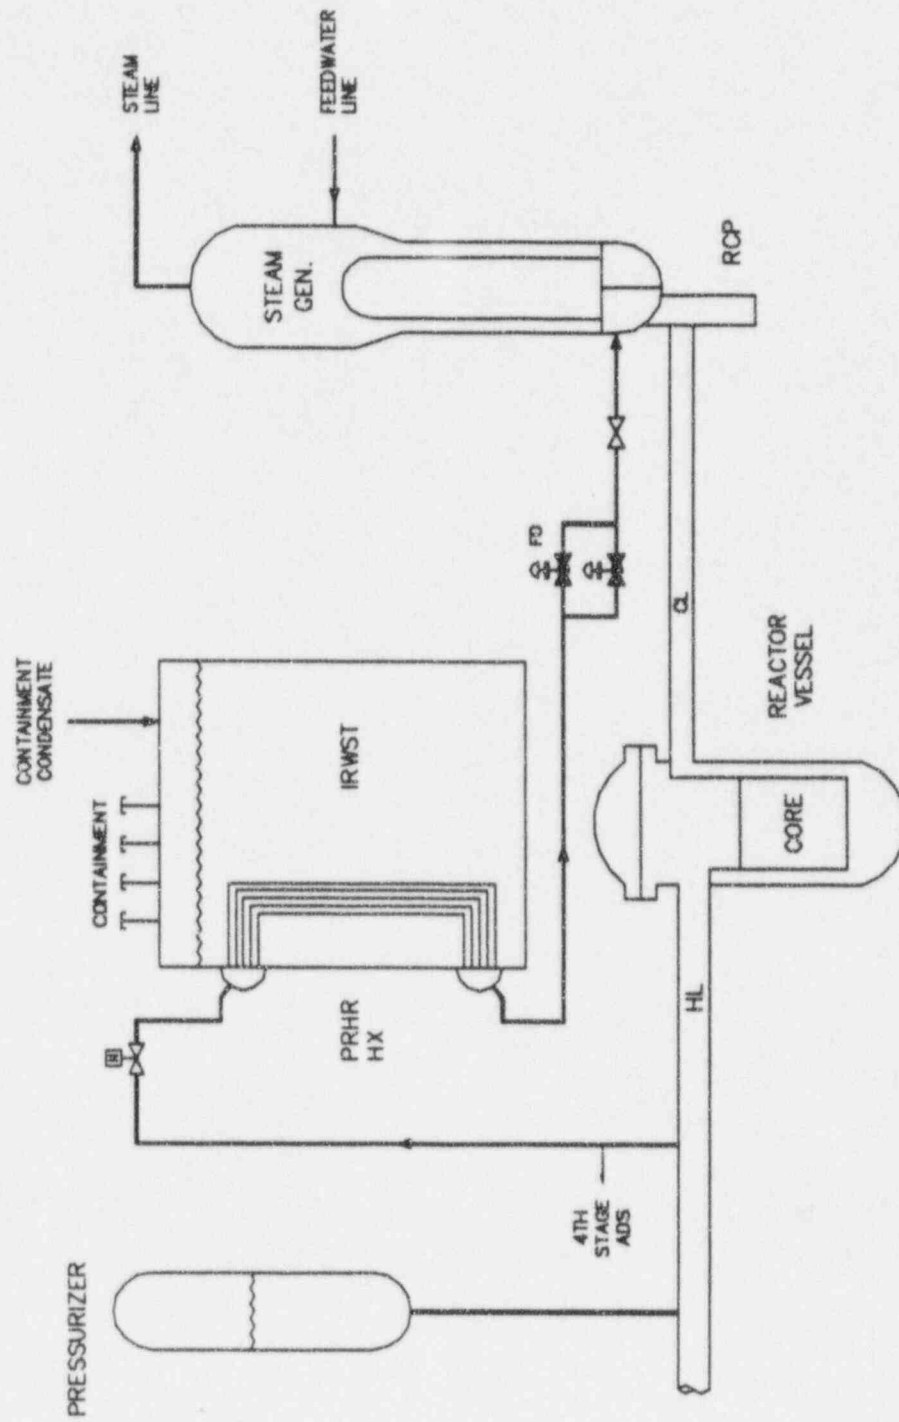 STEAM
LINE
FEEDWATER
LINE
STEAM
GEN.
RCP
CONTAINMENT
CONDENSATE
CONTAINMENT
IRWST
FO
CL
REACTOR
VESSEL
CORE
M
PRHR
HX
HL
4TH
STAGE
ADS
PRESSURIZER